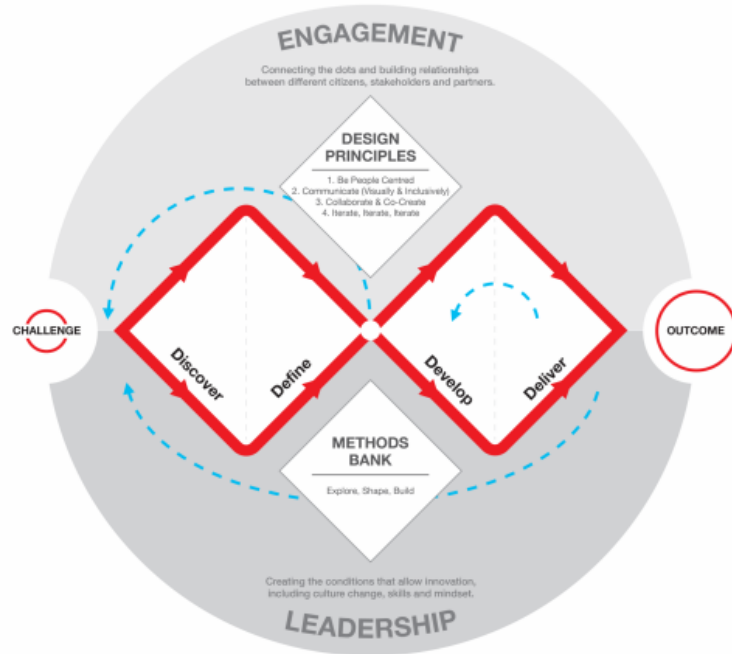 ENGAGEMENT
Connecting the dots and building relationships
between different citizens, stakeholders and partners.
DESIGN
PRINCIPLES
1. Be People Centred
2. Communicate (Visually & Inclusively)
3. Collaborate & Co-Create
4. Iterate, Iterate, Iterate
CHALLENGE
OUTCOME
Discover
Define
Develop
Deliver
METHODS
BANK
Explore, Shape, Build
Creating the conditions that allow innovation,
including culture change, skills and mindset.
LEADERSHIP